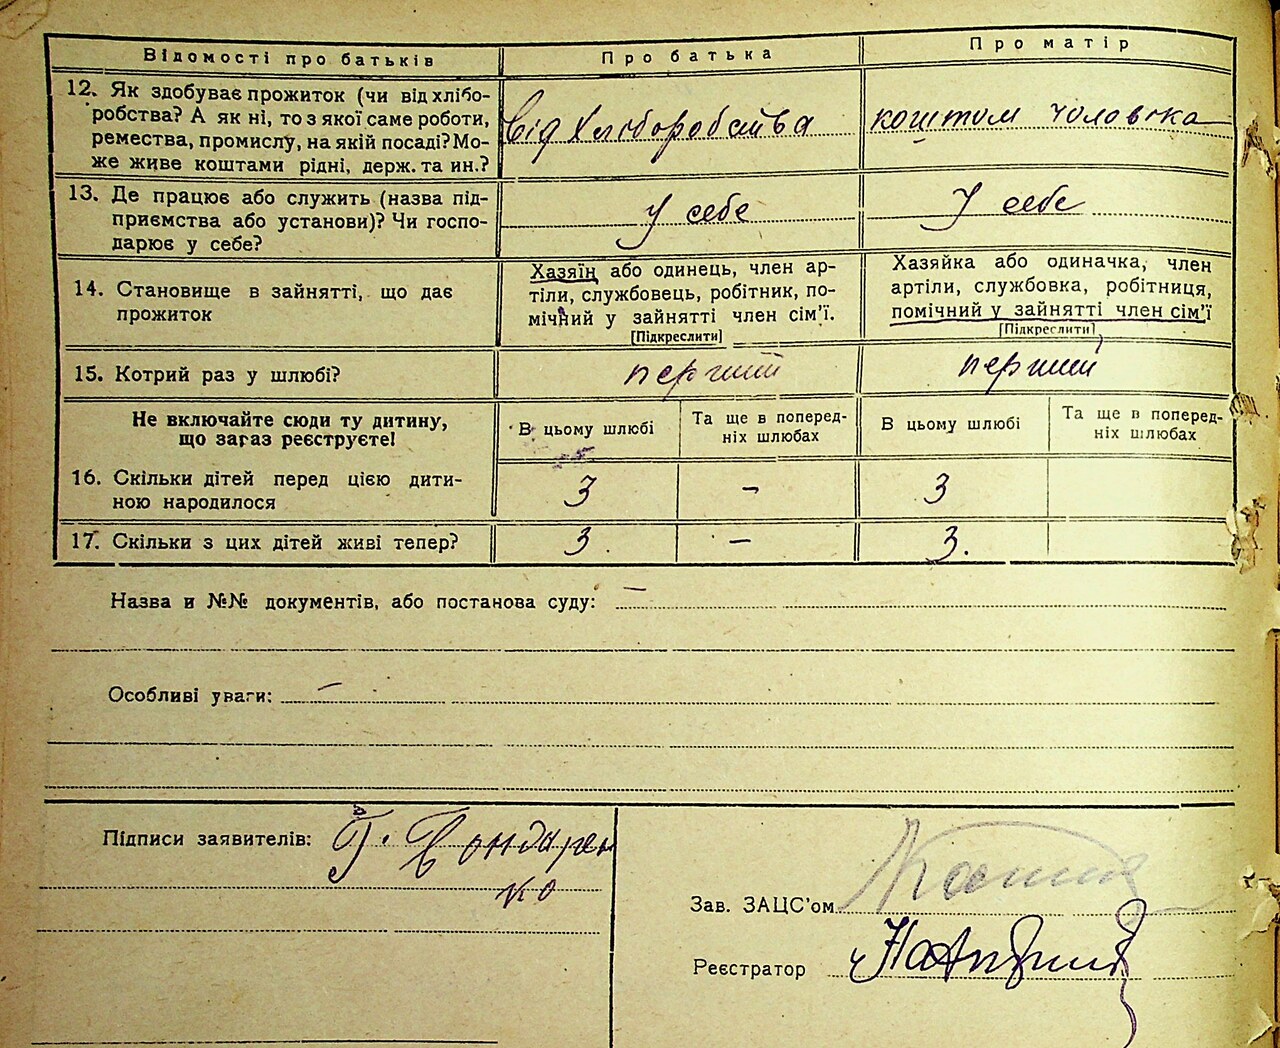 Відомості про батьків
Про батька
Про матір
12. Як здобуває прожиток (чи від хлібо-
робства? А як ні, то з якої саме роботи,
ремества, промислу, на якій посаді? Мо-
же живе коштами рідні, держ. та ин.?
від хліборобства
коштом чоловіка
13. Де працює або служить (назва під-
приємства або установи)? Чи госпо-
дарює у себе?
У себе
У себе
14. Становище в зайнятті, що дає
прожиток
Хазяїн або одинець, член ар-
тіли, службовець, робітник, по-
мічний у зайнятті член сім’ї.
[Підкреслити]
Хазяйка або одиначка, член
артіли, службовка, робітниця,
помічний у зайнятті член сім’ї
[Підкреслити]
15. Котрий раз у шлюбі?
перший
перший
Не включайте сюди ту дитину,
що загаз реєструєте!
В цьому шлюбі
Та ще в поперед-
ніх шлюбах
В цьому шлюбі
Та ще в поперед-
ніх шлюбах
16. Скільки дітей перед цією дити-
ною народилося
3
–
3
17. Скільки з цих дітей живі тепер?
3.
–
3.
Назва и №№ документів, або постанова суду: –
Особливі уваги: –
Підписи заявителів: Г. Бондарен
ко
Зав. ЗАЦС’ом
Реєстратор